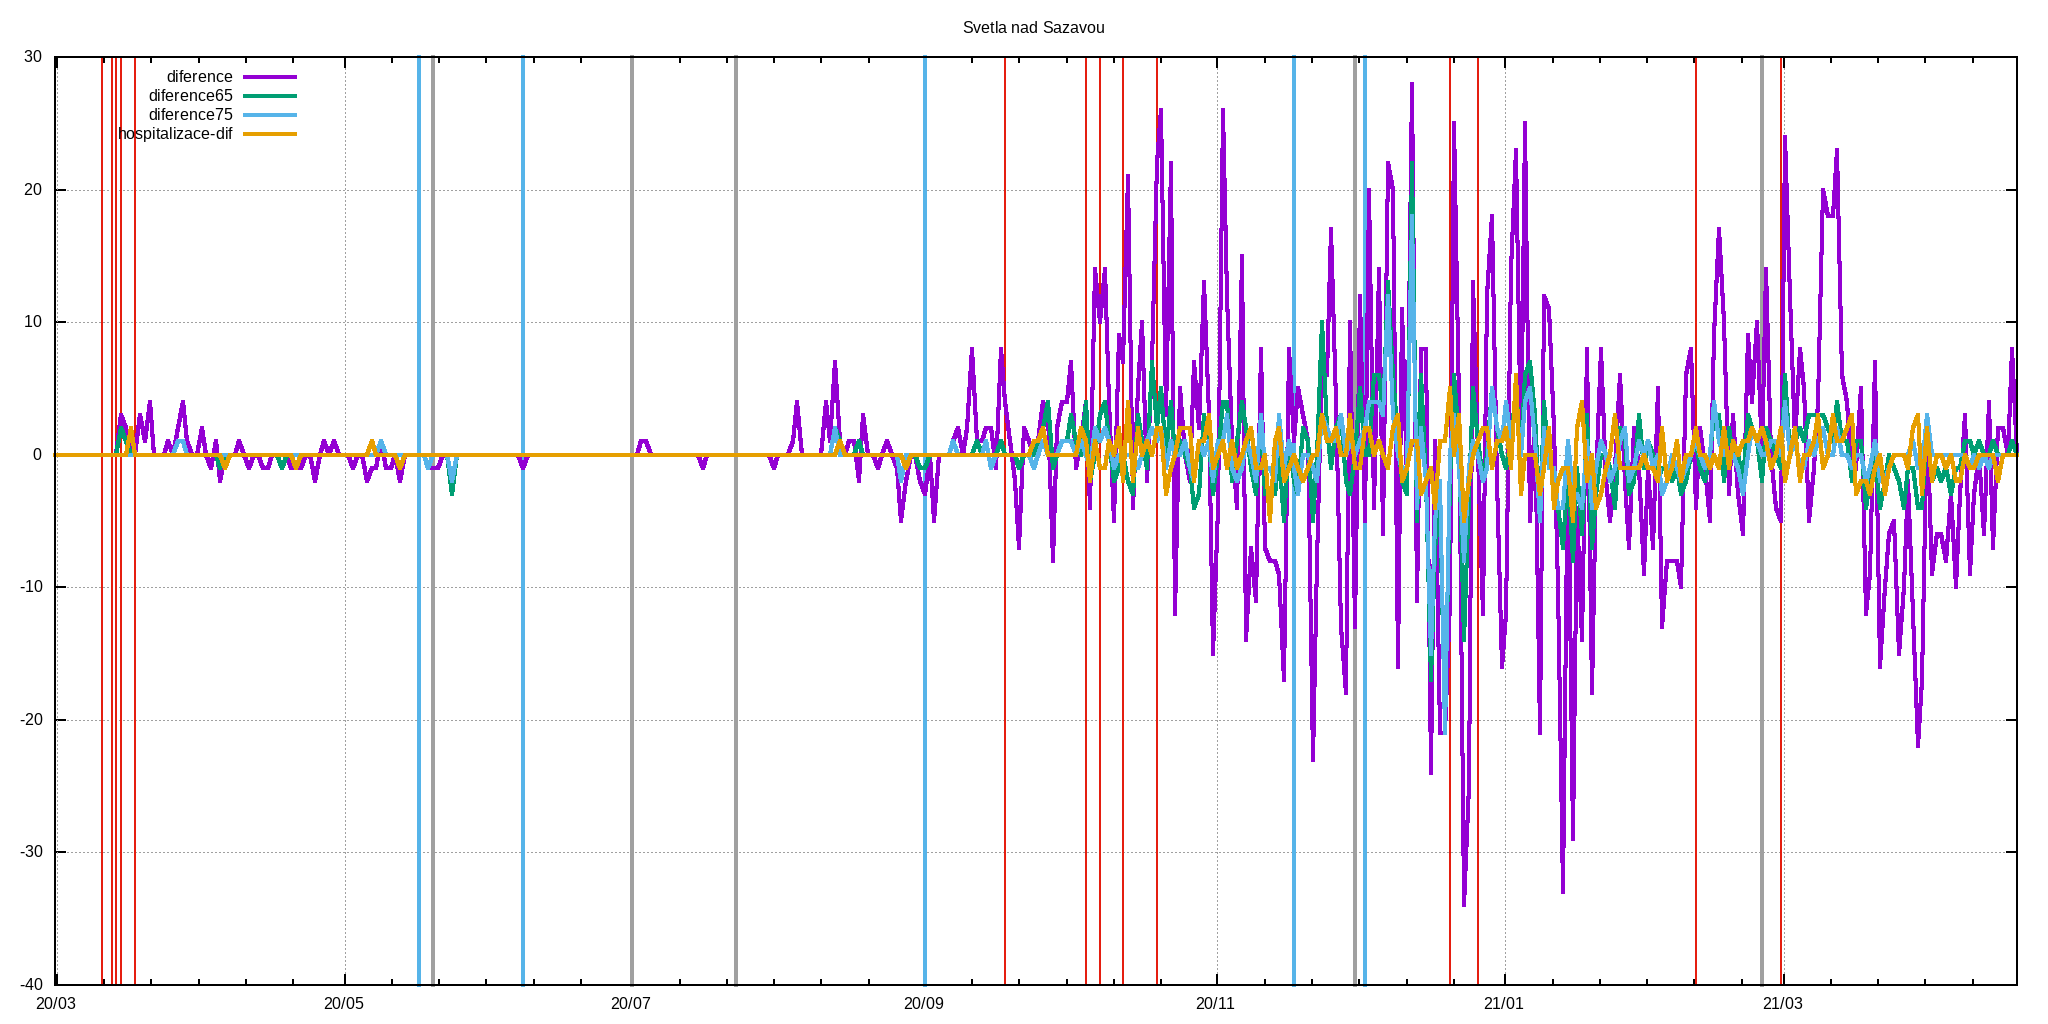 Svetla nad Sazavou
30
20
10
0
-10
-20
-30
-40
diference
diference65
diference75
hospitalizace-dif
20/03 20/05 20/07 20/09 20/11 21/01 21/03